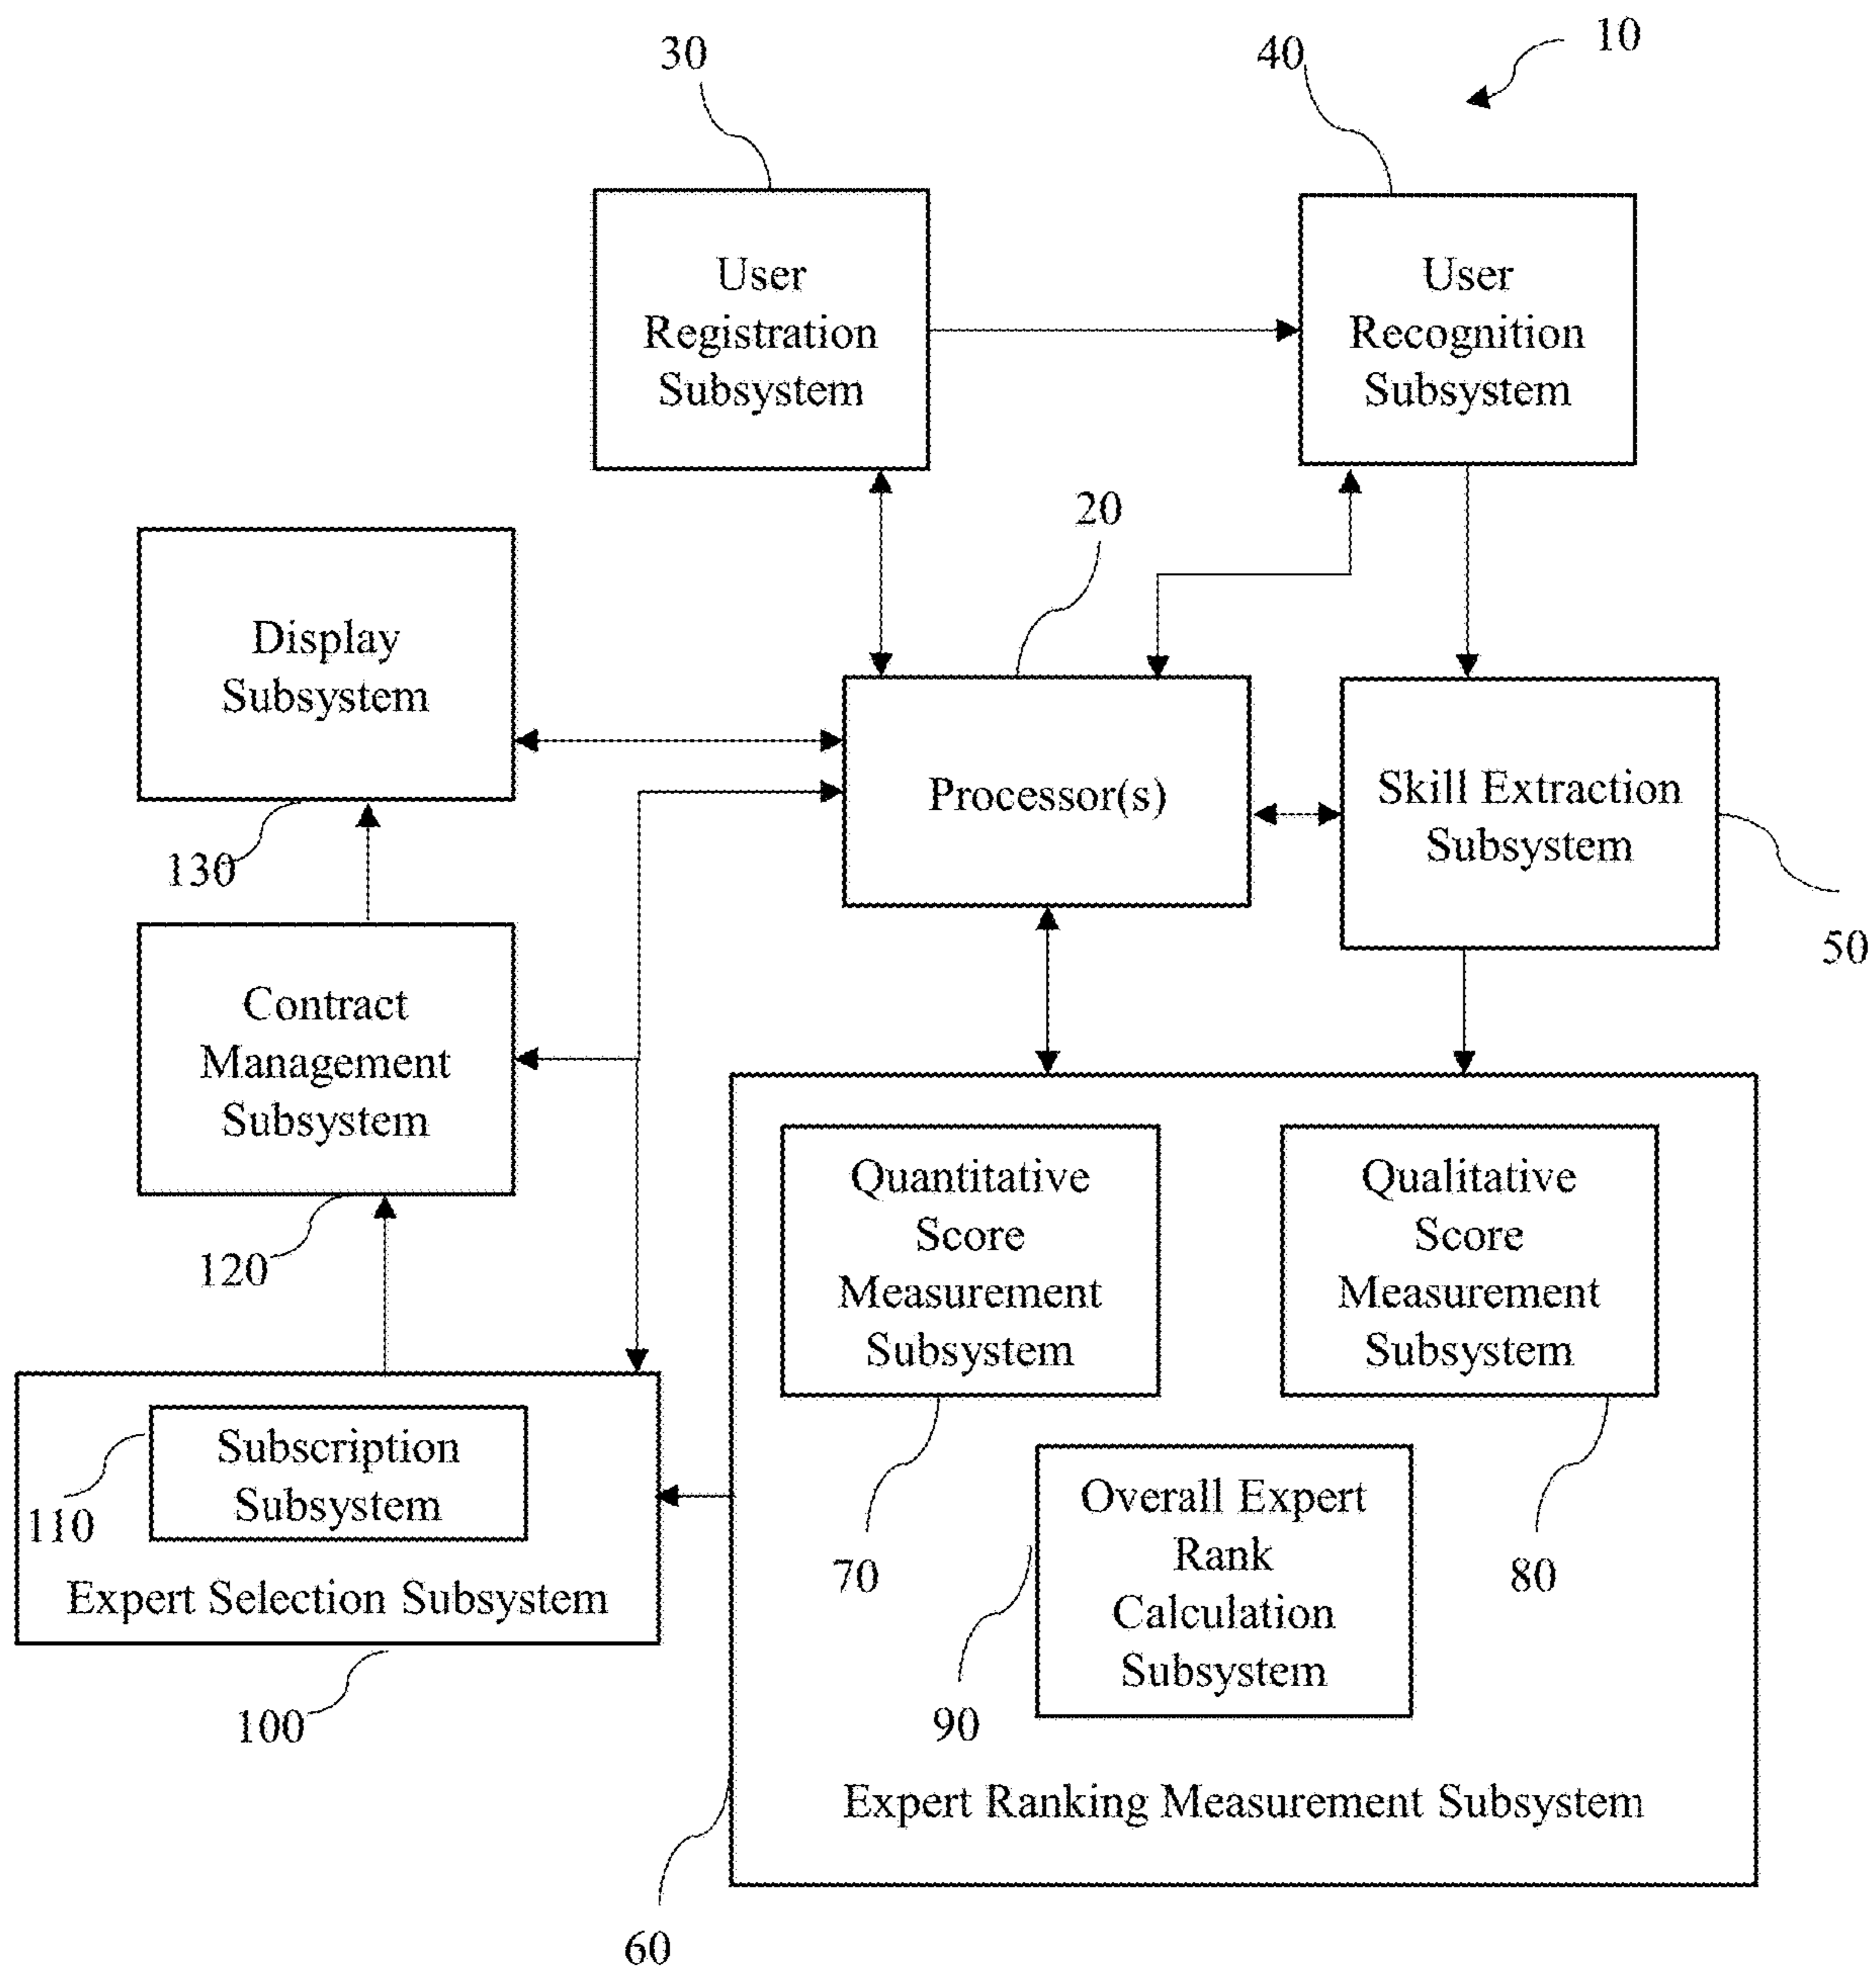 10
30
40
User
Registration
Subsystem
User
Recognition
Subsystem
20
Display
Subsystem
130
Processor(s)
Skill Extraction
Subsystem
50
Contract
Management
Subsystem
120
Quantitative
Score
Measurement
Subsystem
70
Qualitative
Score
Measurement
Subsystem
80
Subscription
Subsystem
110
Expert Selection Subsystem
100
Overall Expert
Rank
Calculation
Subsystem
90
Expert Ranking Measurement Subsystem
60